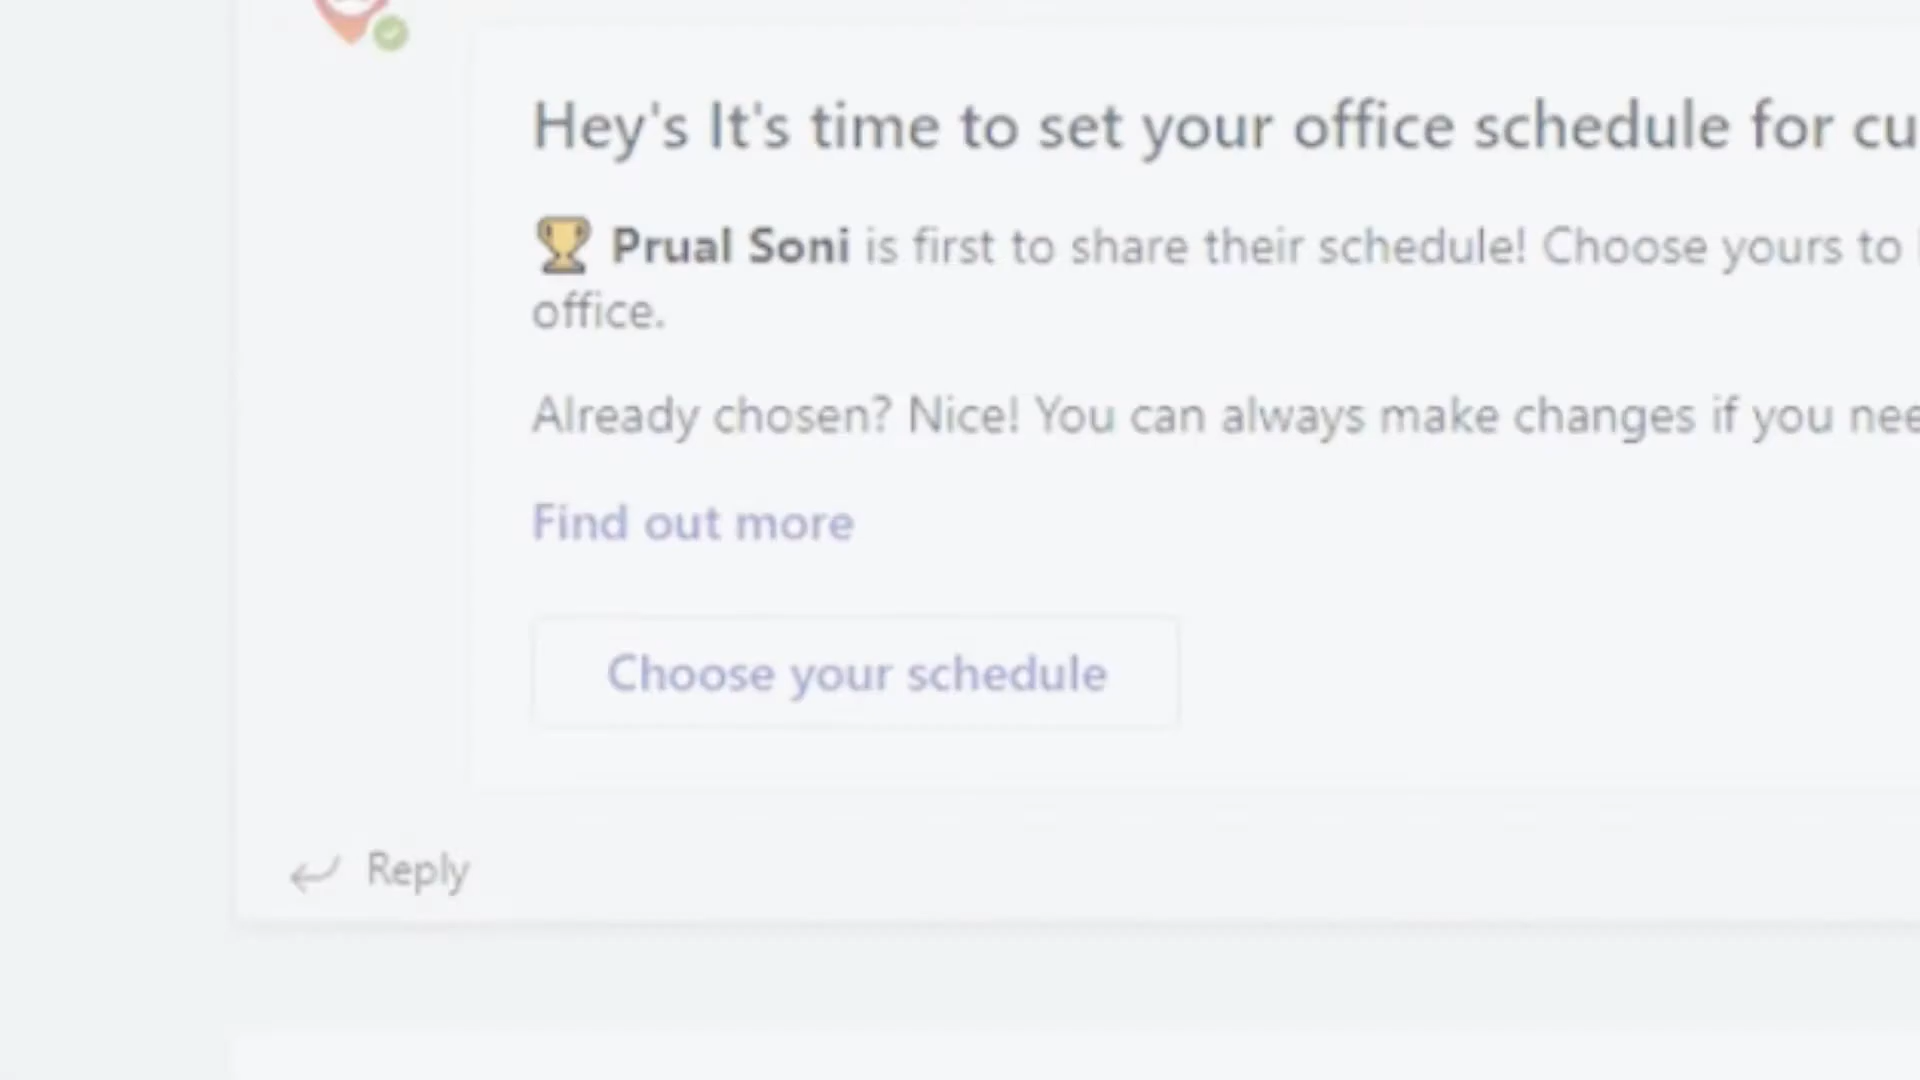 Hey's It's time to set your office schedule for cu
Prual Soni is first to share their schedule! Choose yours to
office.
Already chosen? Nice! You can always make changes if you nee
Find out more
Choose your schedule
Reply